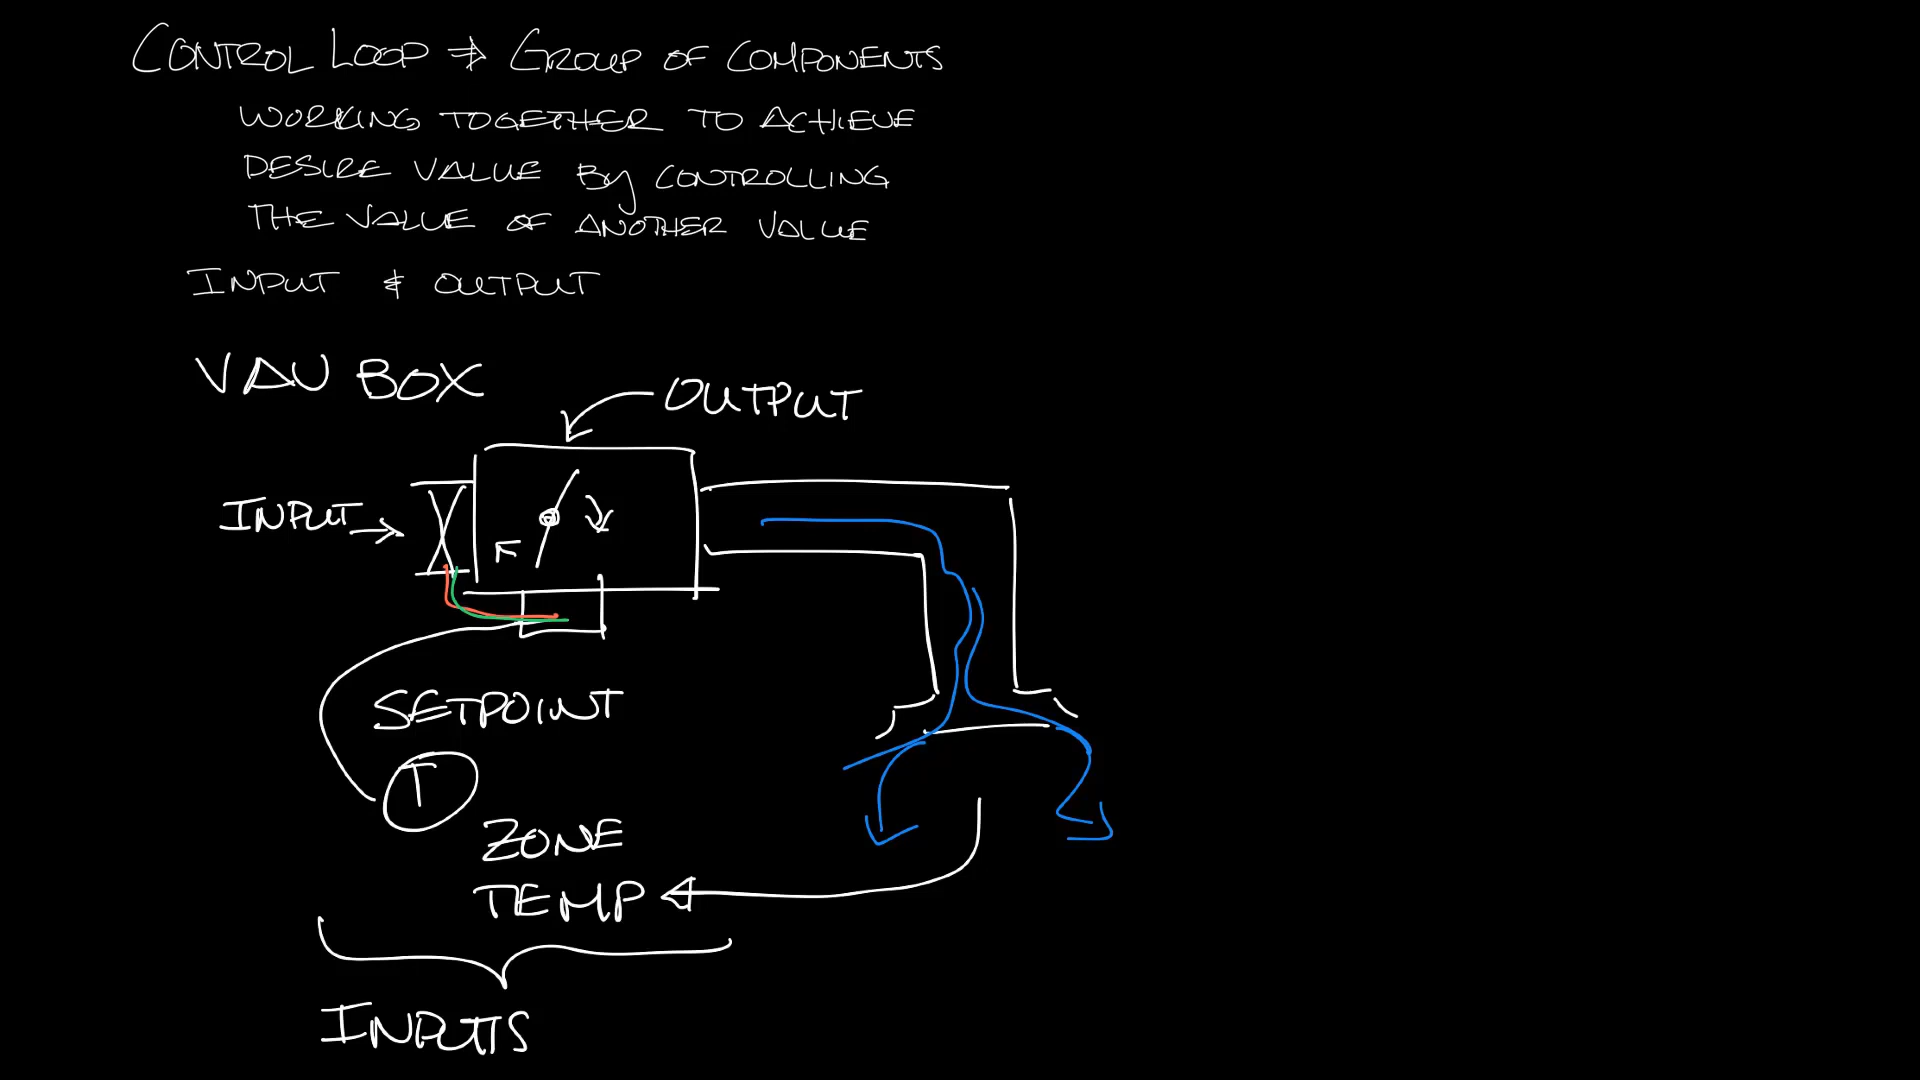 CONTROL LOOP ⇒ GROUP OF COMPONENTS
WORKING TOGETHER TO ACHIEVE
DESIRE VALUE By CONTROLLING
THE VALUE OF ANOTHER VALUE
INPUT & OUTPUT
VAV BOX
OUTPUT
INPUT
SETPOINT
T
ZONE
TEMP
INPUTS